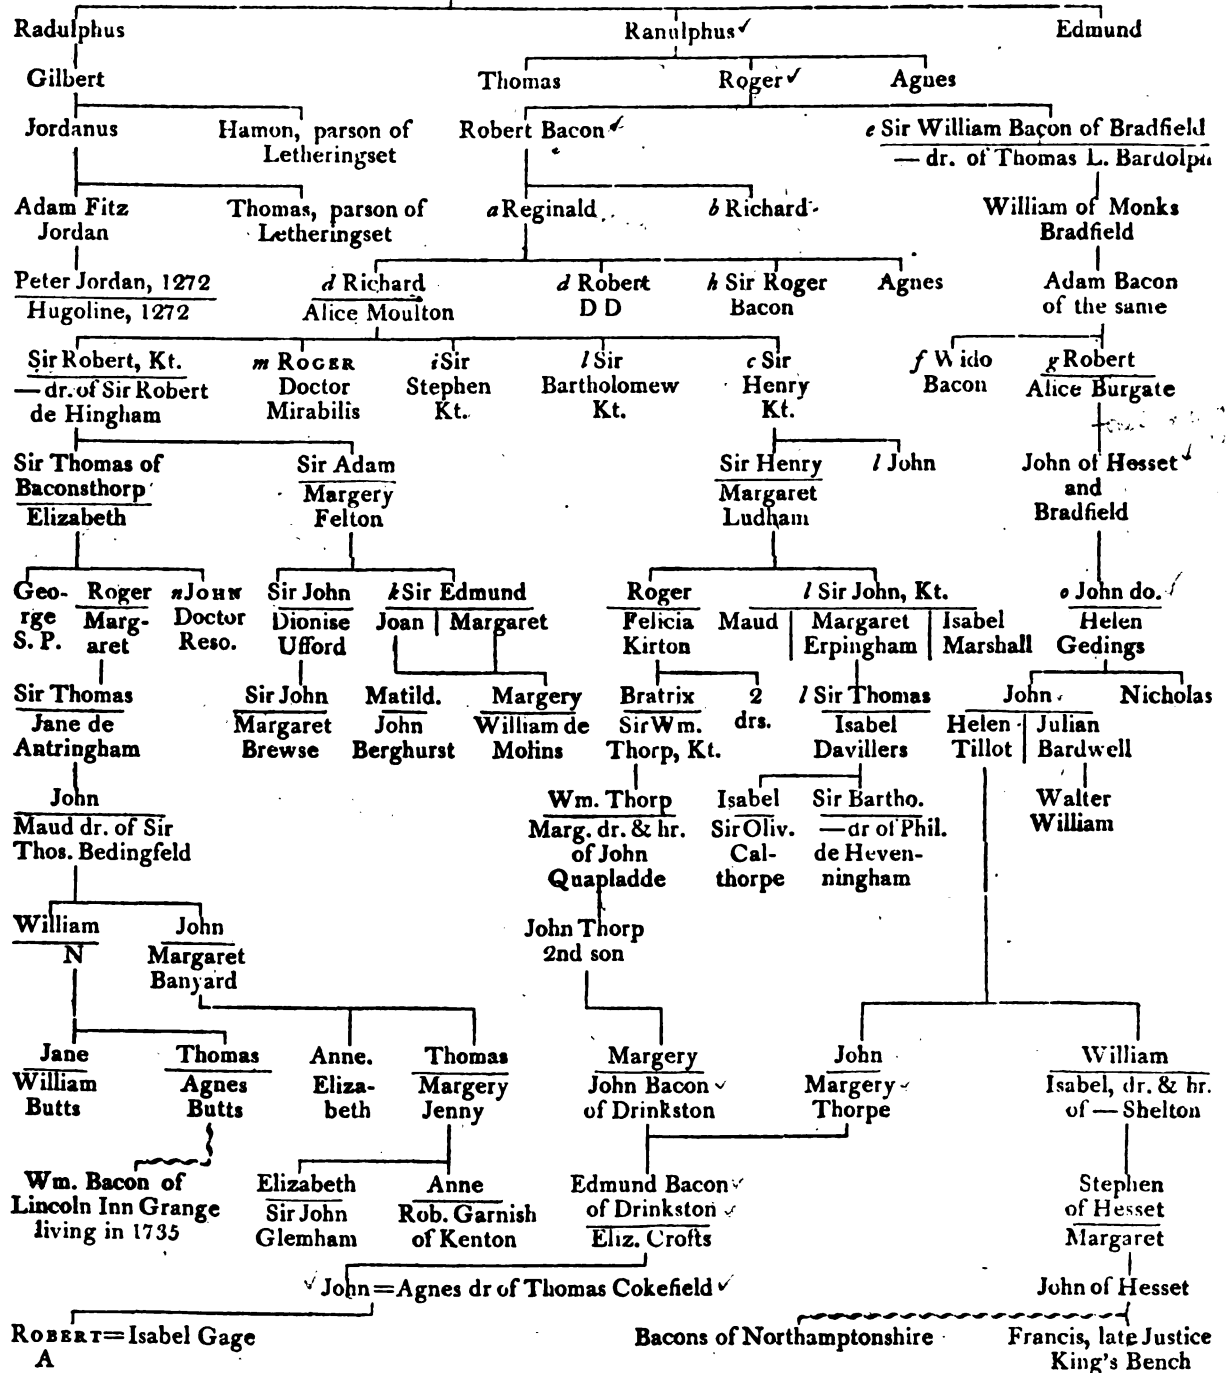 Radulphus Ranulphus Edmund
Gilbert Thomas Roger Agnes
Jordanus Hamon, parson of Robert Bacon e Sir William Bacon of Bradfield
Letheringset — dr. of Thomas L. Bardolph
Adam Fitz Thomas, parson of a Reginald b Richard William of Monks
Jordan Letheringset Bradfield
Peter Jordan, 1272 d Richard d Robert h Sir Roger Agnes Adam Bacon
Hugoline, 1272 Alice Moulton D D Bacon of the same
Sir Robert, Kt. m ROGER i Sir l Sir c Sir f Wido g Robert
— dr. of Sir Robert Doctor Stephen Bartholomew Henry Bacon Alice Burgate
de Hingham Mirabilis Kt. Kt. Kt.
Sir Thomas of Sir Adam Sir Henry l John John of Hesset
Baconsthorp Margery Margaret and
Elizabeth Felton Ludham Bradfield
Geo- Roger n JOHN Sir John k Sir Edmund Roger l Sir John, Kt. o John do.
rge Marg- Doctor Dionise Joan Margaret Felicia Maud Margaret Isabel Helen
S. P. aret Reso. Ufford Kirton Erpingham Marshall Gedings
Sir Thomas Sir John Matild. Margery Bratrix 2 l Sir Thomas John Nicholas
Jane de Margaret John William de Sir Wm. drs. Isabel Helen Julian
Antringham Brewse Berghurst Molins Thorp, Kt. Davillers Tillot Bardwell
John Wm. Thorp Isabel Sir Bartho. Walter
Maud dr. of Sir Marg. dr. & hr. Sir Oliv. — dr of Phil. William
Thos. Bedingfeld of John Cal- de Heven-
Quapladde thorpe ningham
William John John Thorp
N Margaret 2nd son
Banyard
Jane Thomas Anne. Thomas Margery John William
William Agnes Eliza- Margery John Bacon Margery Isabel, dr. & hr.
Butts Butts beth Jenny of Drinkston Thorpe of — Shelton
Wm. Bacon of Elizabeth Anne Edmund Bacon Stephen
Lincoln Inn Grange Sir John Rob. Garnish of Drinkston of Hesset
living in 1735 Glemham of Kenton Eliz. Crofts Margaret
John = Agnes dr of Thomas Cokefield John of Hesset
ROBERT = Isabel Gage Bacons of Northamptonshire Francis, late Justice
A King's Bench